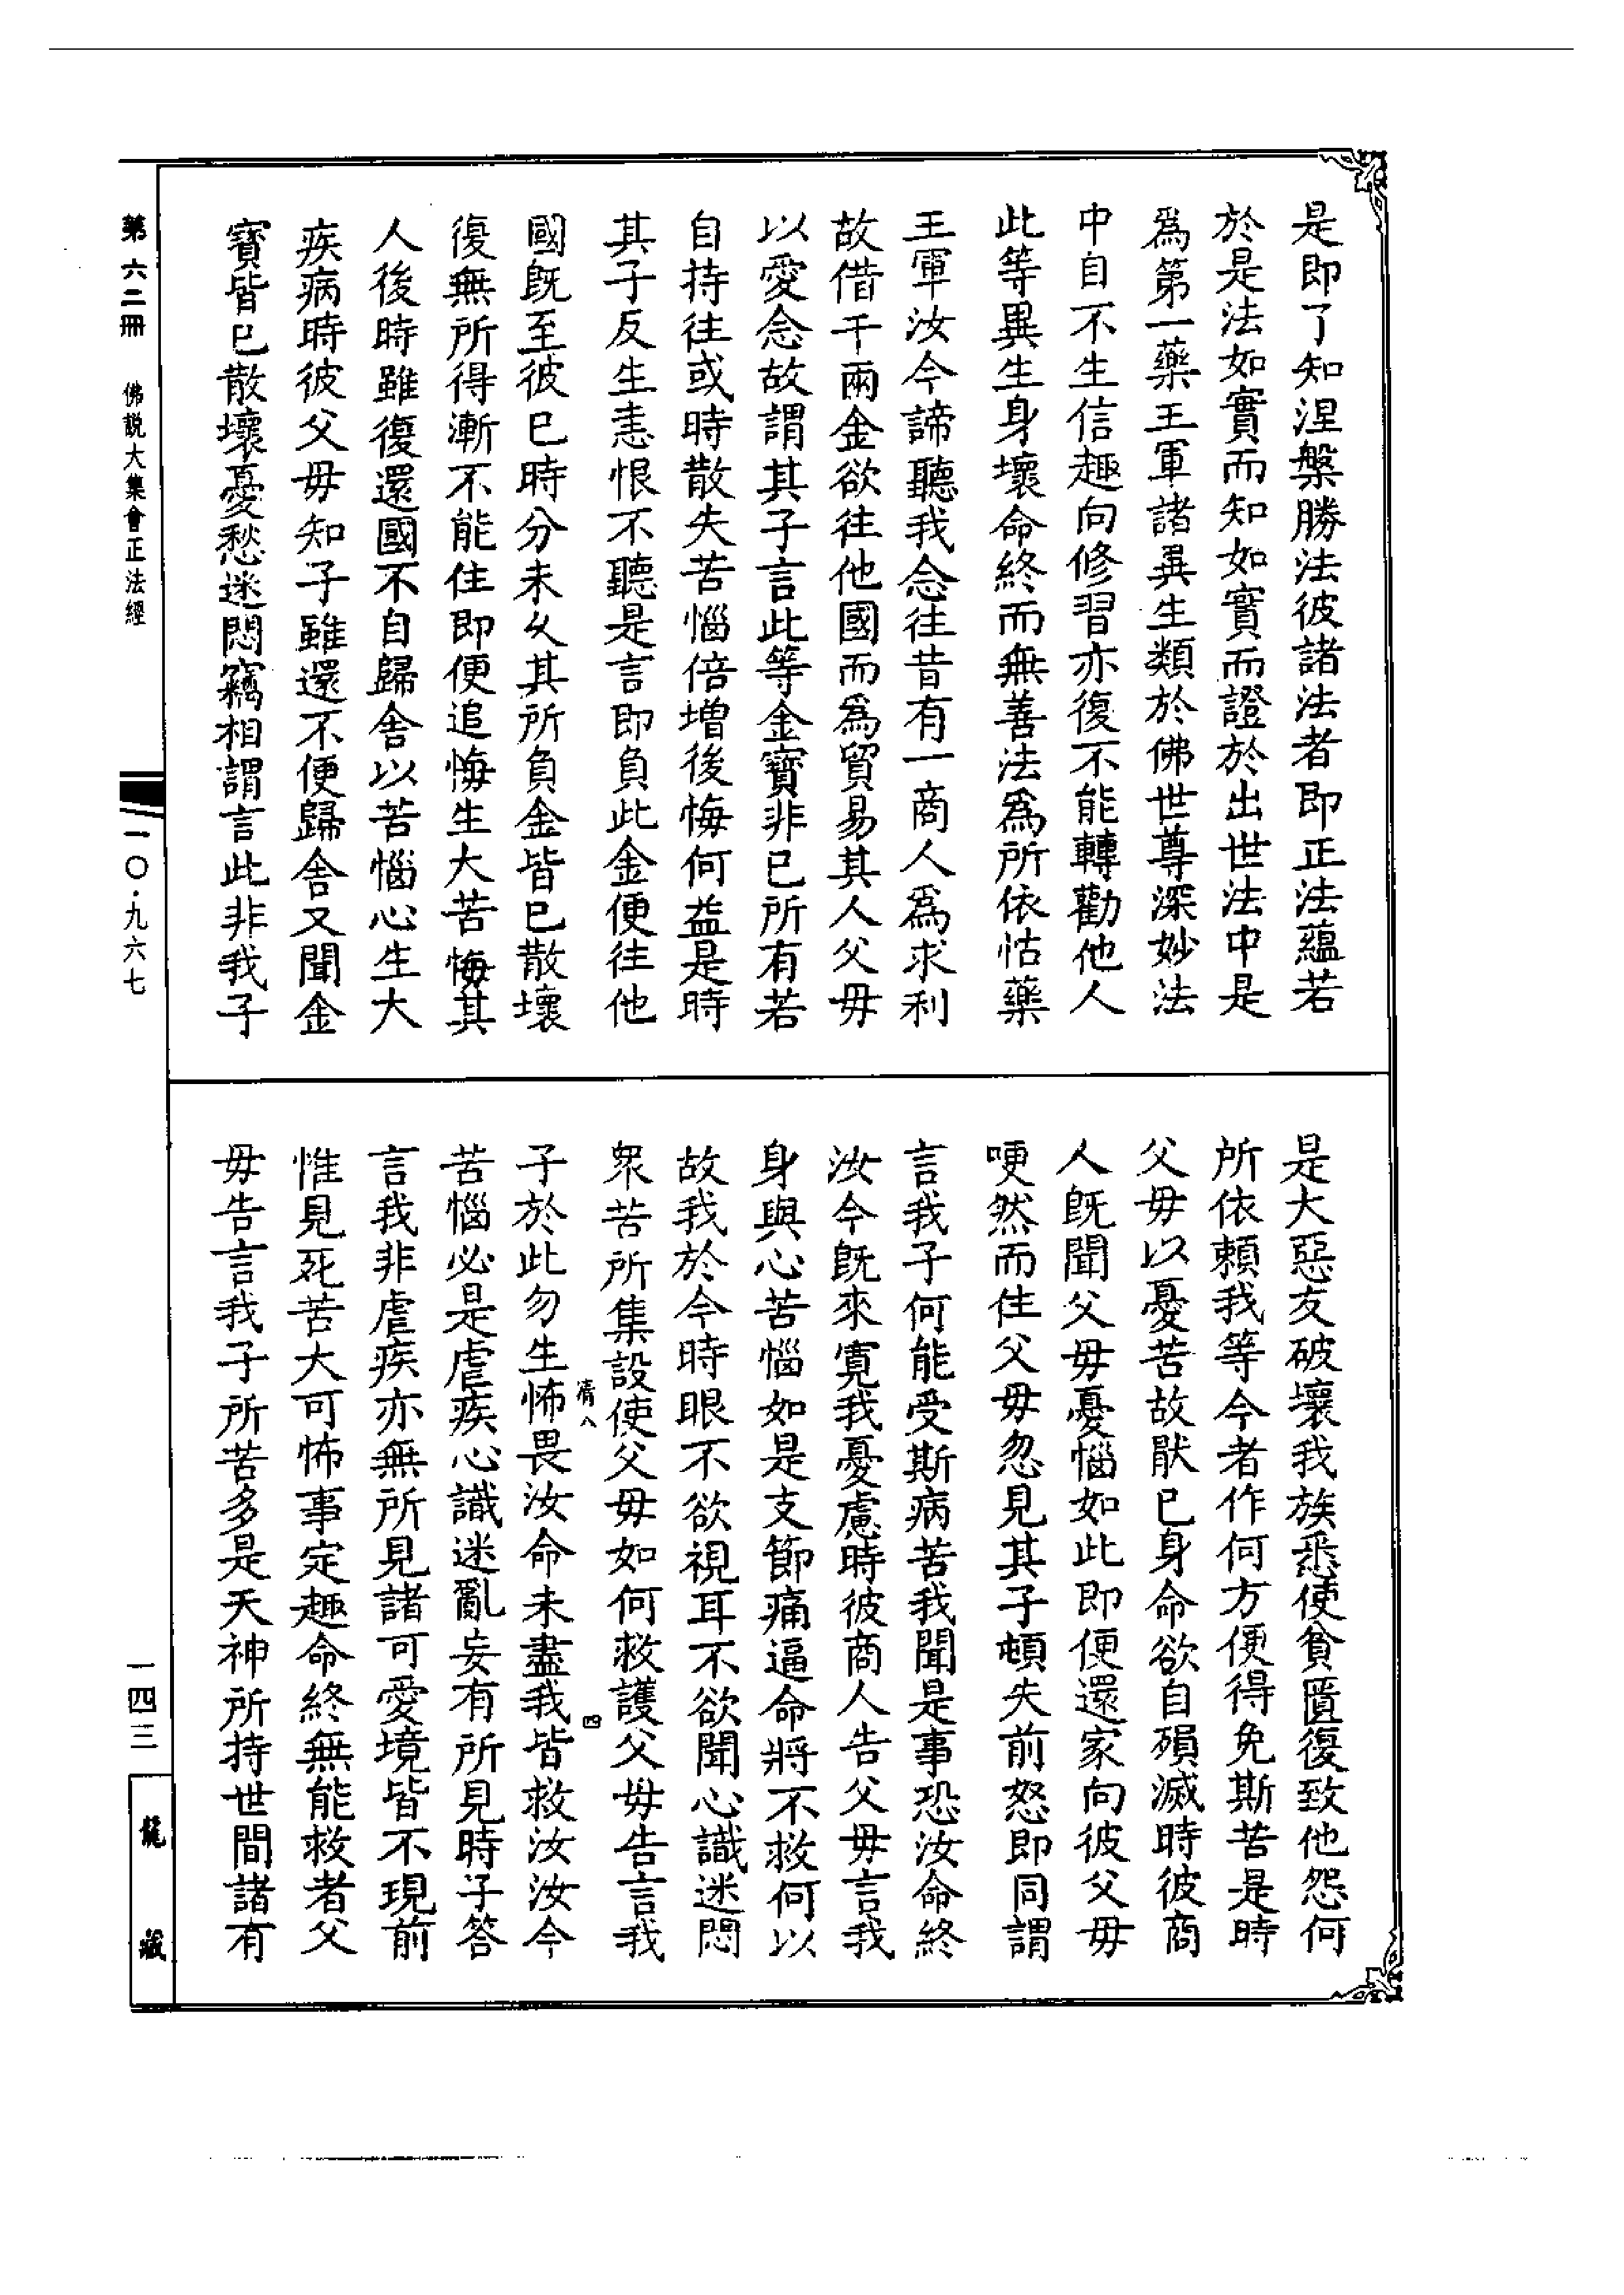 是即了知涅槃勝法彼諸法者即正法蘊若
於是法如實而知如實而證於出世法中是
爲第一藥王軍諸異生類於佛世尊深妙法
中自不生信趣向修習亦復不能轉勸他人
此等異生身壞命終而無善法爲所依怙藥
王軍汝今諦聽我念往昔有一商人爲求利
故借千兩金欲往他國而爲貿易其人父毋
以愛念故謂其子言此等金寶非已所有若
自持往或時散失苦惱倍增後悔何益是時
其子反生恚恨不聽是言即負此金便往他
國旣至彼巳時分未乆其所負金皆巳散壞
復無所得漸不能住即便追悔生大苦悔其
人後時雖復還國不自歸舍以苦惱心生大
疾病時彼父毋知子雖還不便歸舍又聞金
寶皆巳散壞憂愁迷悶竊相謂言此非我子
是大惡友破壞我族悉使貧匱復致他怨何
所依賴我等今者作何方便得免斯苦是時
父毋以憂苦故猒已身命欲自殞滅時彼商
人旣聞父毋憂惱如此即便還家向彼父毋
哽然而住父毋忽見其子頓失前怒即同謂
言我子何能受斯病苦我聞是事恐汝命終
汝今旣來寬我憂慮時彼商人告父毋言我
身與心苦惱如是支節痛逼命將不救何以
故我於今時眼不欲視耳不欲聞心識迷悶
衆苦所集設使父毋如何救護父毋告言我
子於此勿生怖畏汝命未盡我皆救汝汝今
苦惱必是虐疾心識迷亂妄有所見時子答
言我非虐疾亦無所見諸可愛境皆不現前
惟見死苦大可怖事定趣命終無能救者父
毋告言我子所苦多是天神所持世間諸有
八
四
第六二冊 佛說大集會正法經
一〇·九六七
一四三
龍藏